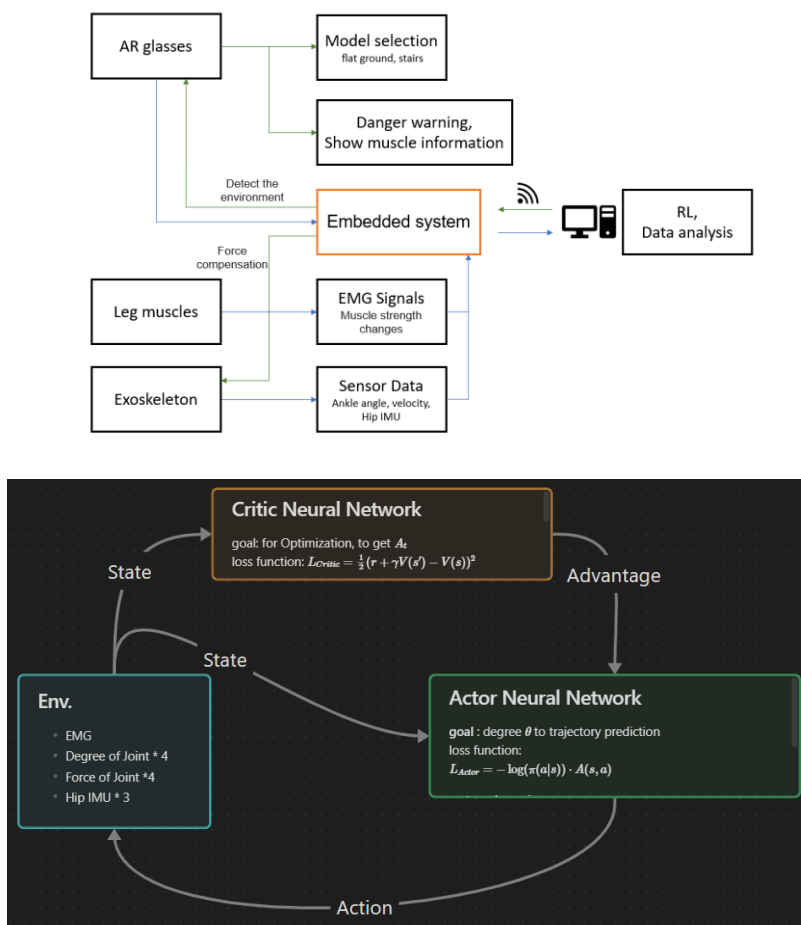 AR glasses
Model selection
flat ground, stairs
Danger warning,
Show muscle information
Detect the
environment
Embedded system
RL,
Data analysis
Force
compensation
Leg muscles
EMG Signals
Muscle strength
changes
Exoskeleton
Sensor Data
Ankle angle, velocity,
Hip IMU
Critic Neural Network
goal: for Optimization, to get Aₜ
loss function: L_Critic = ½(r + γV(s′) − V(s))²
State
Advantage
State
Env.
• EMG
• Degree of Joint * 4
• Force of Joint *4
• Hip IMU * 3
Actor Neural Network
goal : degree θ to trajectory prediction
loss function:
L_Actor = − log(π(a|s)) · A(s, a)
Action